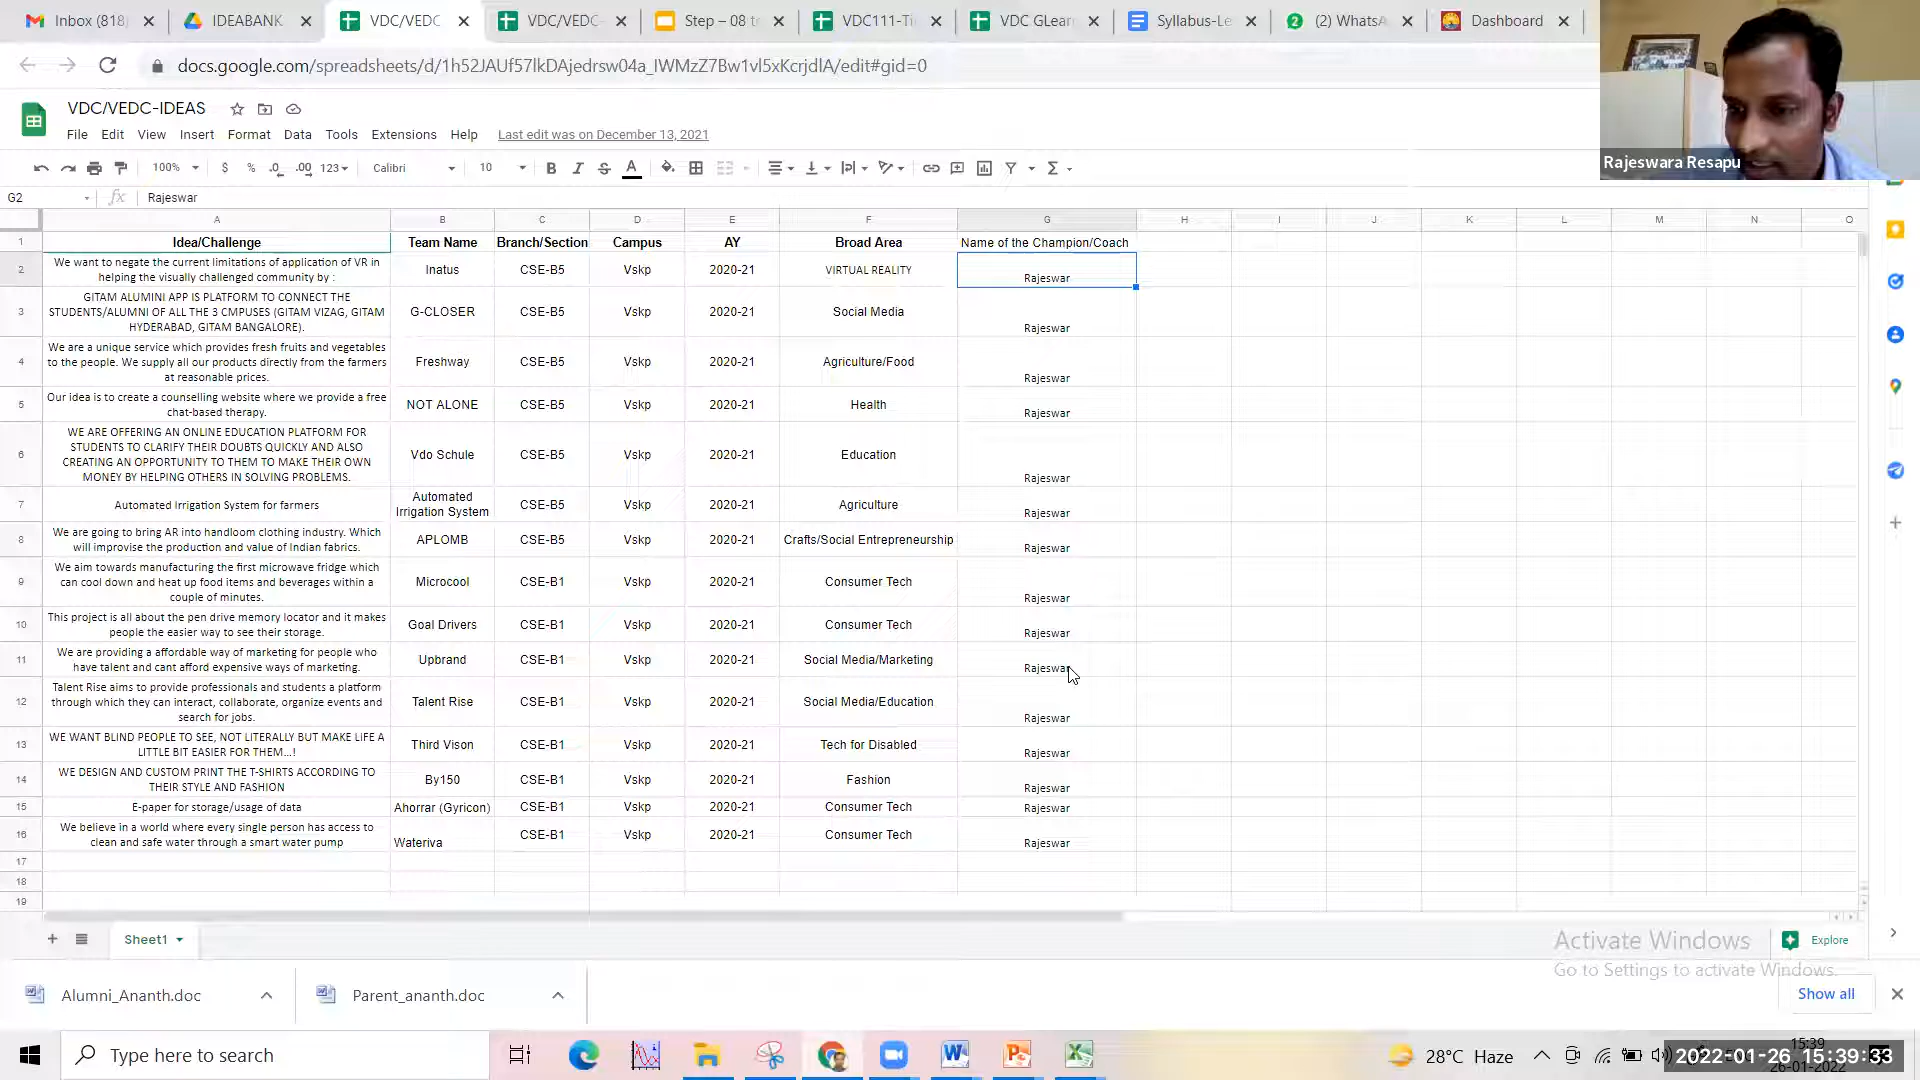 Inbox (818)
IDEABANK
VDC/VEDC
VDC/VEDC-
Step – 08 t
VDC111-Ti
VDC GLear
Syllabus-Le
(2) WhatsA
Dashboard
docs.google.com/spreadsheets/d/1h52JAUf57lkDAjedrsw04a_IWMzZ7Bw1vl5xKcrjdlA/edit#gid=0
Rajeswara Resapu
VDC/VEDC-IDEAS
File Edit View Insert Format Data Tools Extensions Help Last edit was on December 13, 2021
100% $ % .0 .00 123 Calibri 10 B I S A
G2 fx Rajeswar
A B C D E F G H I J K L M N O
1 Idea/Challenge Team Name Branch/Section Campus AY Broad Area Name of the Champion/Coach
2 We want to negate the current limitations of application of VR in
helping the visually challenged community by : Inatus CSE-B5 Vskp 2020-21 VIRTUAL REALITY Rajeswar
3 GITAM ALUMINI APP IS PLATFORM TO CONNECT THE
STUDENTS/ALUMNI OF ALL THE 3 CMPUSES (GITAM VIZAG, GITAM
HYDERABAD, GITAM BANGALORE). G-CLOSER CSE-B5 Vskp 2020-21 Social Media Rajeswar
4 We are a unique service which provides fresh fruits and vegetables
to the people. We supply all our products directly from the farmers
at reasonable prices. Freshway CSE-B5 Vskp 2020-21 Agriculture/Food Rajeswar
5 Our idea is to create a counselling website where we provide a free
chat-based therapy. NOT ALONE CSE-B5 Vskp 2020-21 Health Rajeswar
6 WE ARE OFFERING AN ONLINE EDUCATION PLATFORM FOR
STUDENTS TO CLARIFY THEIR DOUBTS QUICKLY AND ALSO
CREATING AN OPPORTUNITY TO THEM TO MAKE THEIR OWN
MONEY BY HELPING OTHERS IN SOLVING PROBLEMS. Vdo Schule CSE-B5 Vskp 2020-21 Education Rajeswar
7 Automated Irrigation System for farmers Automated
Irrigation System CSE-B5 Vskp 2020-21 Agriculture Rajeswar
8 We are going to bring AR into handloom clothing industry. Which
will improvise the production and value of Indian fabrics. APLOMB CSE-B5 Vskp 2020-21 Crafts/Social Entrepreneurship Rajeswar
9 We aim towards manufacturing the first microwave fridge which
can cool down and heat up food items and beverages within a
couple of minutes. Microcool CSE-B1 Vskp 2020-21 Consumer Tech Rajeswar
10 This project is all about the pen drive memory locator and it makes
people the easier way to see their storage. Goal Drivers CSE-B1 Vskp 2020-21 Consumer Tech Rajeswar
11 We are providing a affordable way of marketing for people who
have talent and cant afford expensive ways of marketing. Upbrand CSE-B1 Vskp 2020-21 Social Media/Marketing Rajeswar
12 Talent Rise aims to provide professionals and students a platform
through which they can interact, collaborate, organize events and
search for jobs. Talent Rise CSE-B1 Vskp 2020-21 Social Media/Education Rajeswar
13 WE WANT BLIND PEOPLE TO SEE, NOT LITERALLY BUT MAKE LIFE A
LITTLE BIT EASIER FOR THEM...! Third Vison CSE-B1 Vskp 2020-21 Tech for Disabled Rajeswar
14 WE DESIGN AND CUSTOM PRINT THE T-SHIRTS ACCORDING TO
THEIR STYLE AND FASHION By150 CSE-B1 Vskp 2020-21 Fashion Rajeswar
15 E-paper for storage/usage of data Ahorrar (Gyricon) CSE-B1 Vskp 2020-21 Consumer Tech Rajeswar
16 We believe in a world where every single person has access to
clean and safe water through a smart water pump Wateriva CSE-B1 Vskp 2020-21 Consumer Tech Rajeswar
17
18
19
Sheet1
Explore
Activate Windows
Go to Settings to activate Windows.
Alumni_Ananth.doc
Parent_ananth.doc
Show all
Type here to search
28°C Haze
15:39
26-01-2022
2022-01-26 15:39:33